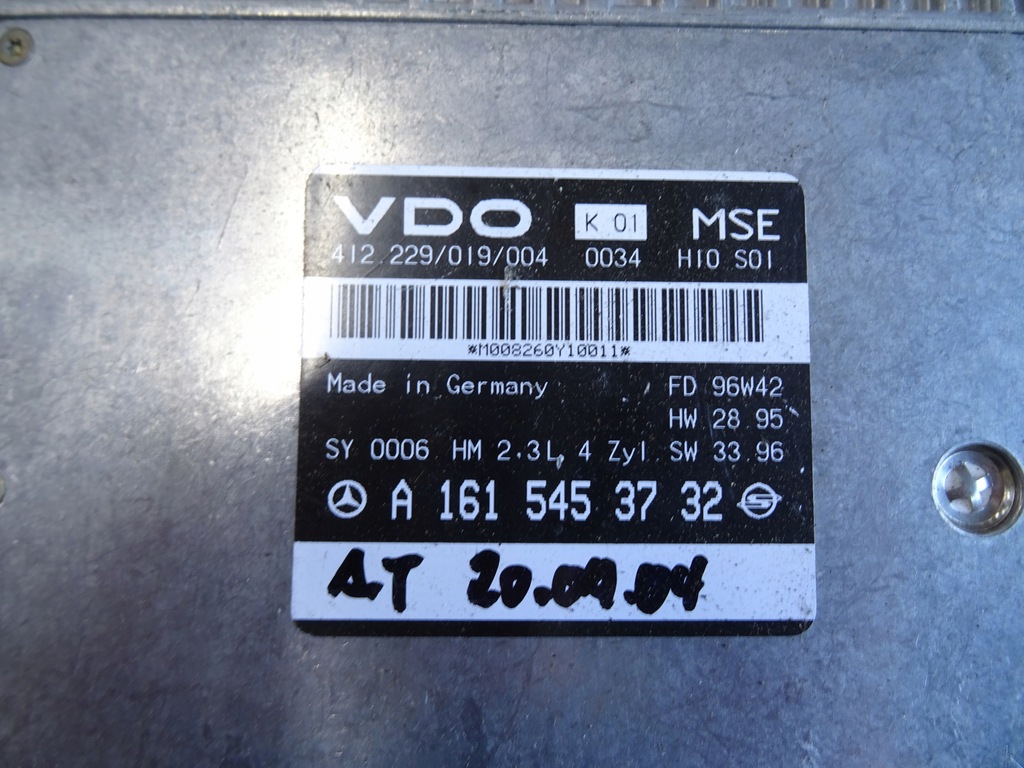 VDO K 01 MSE
412.229/019/004 0034 H10 S01
*M008260Y10011*
Made in Germany FD 96W42
HW 28.95
SY 0006 HM 2.3L, 4 Zyl. SW 33.96
A 161 545 37 32
AT 20.09.04